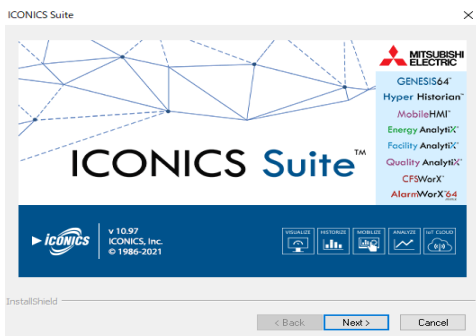 ICONICS Suite
MITSUBISHI
ELECTRIC
GENESIS64™
Hyper Historian™
MobileHMI™
Energy AnalytiX®
Facility AnalytiX®
Quality AnalytiX®
CFSWorX™
AlarmWorX™64
ICONICS Suite™
ICONICS
v 10.97
ICONICS, Inc.
© 1986-2021
VISUALIZE
HISTORIZE
MOBILIZE
ANALYZE
IoT CLOUD
InstallShield
< Back
Next >
Cancel